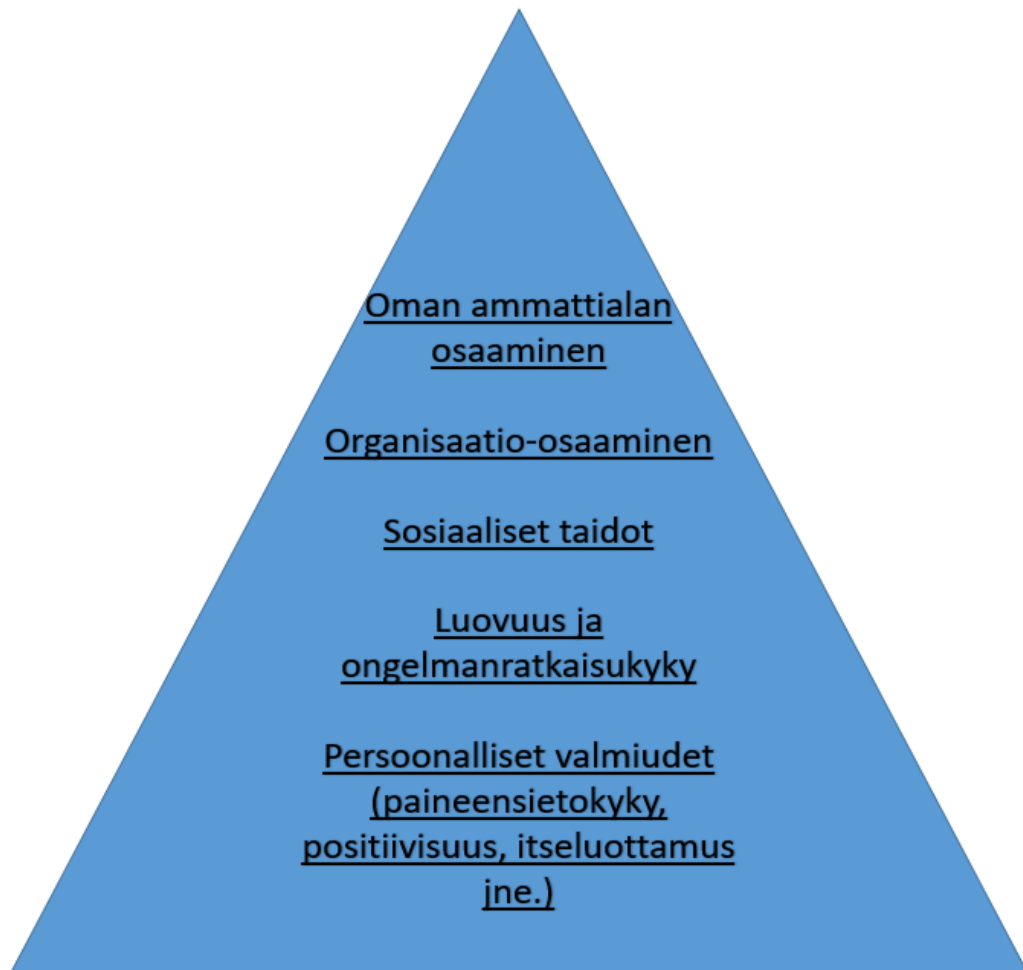 Oman ammattialan
osaaminen
Organisaatio-osaaminen
Sosiaaliset taidot
Luovuus ja
ongelmanratkaisukyky
Persoonalliset valmiudet
(paineensietokyky,
positiivisuus, itseluottamus
jne.)